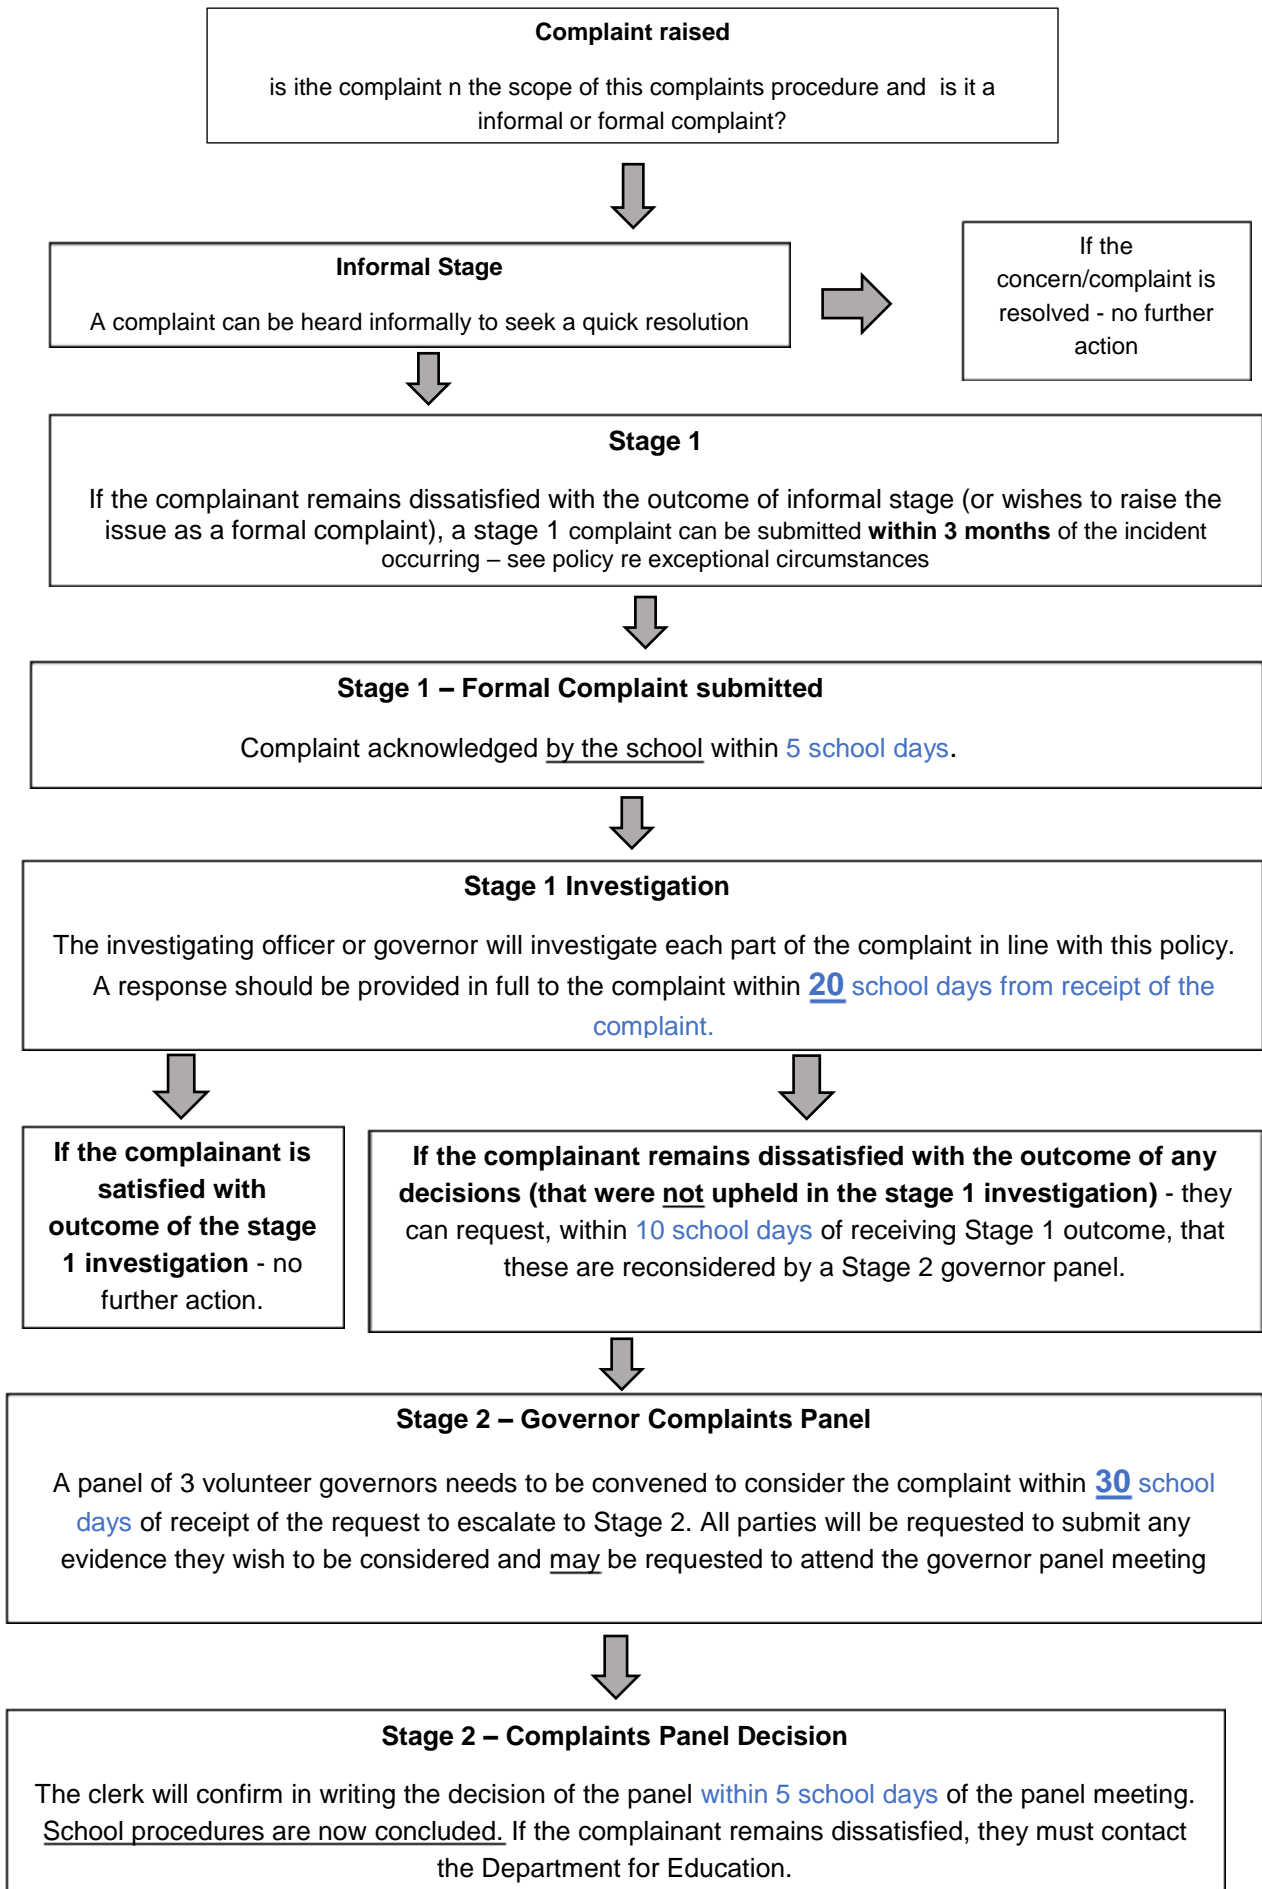 Complaint raised
is ithe complaint n the scope of this complaints procedure and  is it a
informal or formal complaint?
Informal Stage
A complaint can be heard informally to seek a quick resolution
If the
concern/complaint is
resolved - no further
action
Stage 1
If the complainant remains dissatisfied with the outcome of informal stage (or wishes to raise the
issue as a formal complaint), a stage 1 complaint can be submitted within 3 months of the incident
occurring – see policy re exceptional circumstances
Stage 1 – Formal Complaint submitted
Complaint acknowledged by the school within 5 school days.
Stage 1 Investigation
The investigating officer or governor will investigate each part of the complaint in line with this policy.
A response should be provided in full to the complaint within 20 school days from receipt of the
complaint.
If the complainant is
satisfied with
outcome of the stage
1 investigation - no
further action.
If the complainant remains dissatisfied with the outcome of any
decisions (that were not upheld in the stage 1 investigation) - they
can request, within 10 school days of receiving Stage 1 outcome, that
these are reconsidered by a Stage 2 governor panel.
Stage 2 – Governor Complaints Panel
A panel of 3 volunteer governors needs to be convened to consider the complaint within 30 school
days of receipt of the request to escalate to Stage 2. All parties will be requested to submit any
evidence they wish to be considered and may be requested to attend the governor panel meeting
Stage 2 – Complaints Panel Decision
The clerk will confirm in writing the decision of the panel within 5 school days of the panel meeting.
School procedures are now concluded. If the complainant remains dissatisfied, they must contact
the Department for Education.